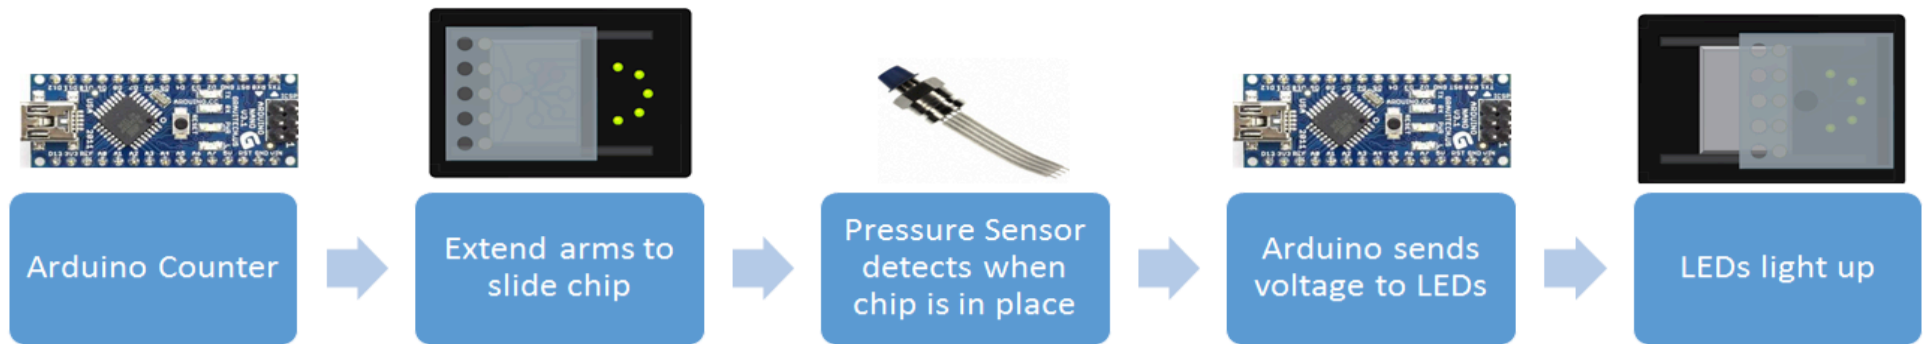 Arduino Counter
Extend arms to
slide chip
Pressure Sensor
detects when
chip is in place
Arduino sends
voltage to LEDs
LEDs light up